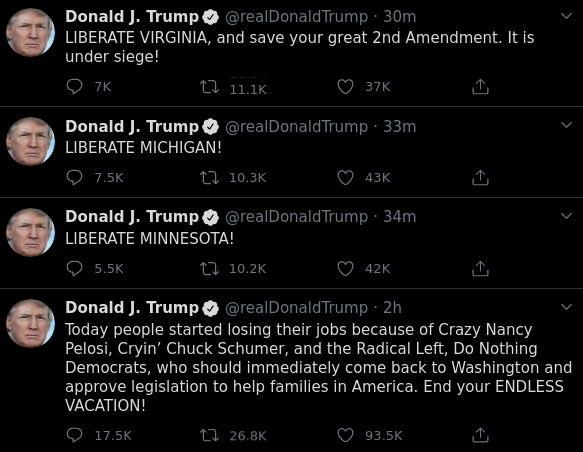 Donald J. Trump @realDonaldTrump · 30m
LIBERATE VIRGINIA, and save your great 2nd Amendment. It is
under siege!
7K 11.1K 37K
Donald J. Trump @realDonaldTrump · 33m
LIBERATE MICHIGAN!
7.5K 10.3K 43K
Donald J. Trump @realDonaldTrump · 34m
LIBERATE MINNESOTA!
5.5K 10.2K 42K
Donald J. Trump @realDonaldTrump · 2h
Today people started losing their jobs because of Crazy Nancy
Pelosi, Cryin’ Chuck Schumer, and the Radical Left, Do Nothing
Democrats, who should immediately come back to Washington and
approve legislation to help families in America. End your ENDLESS
VACATION!
17.5K 26.8K 93.5K